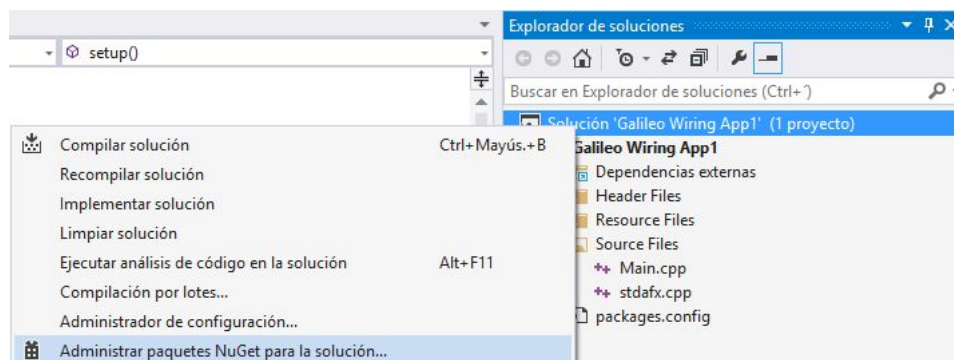 setup()
Explorador de soluciones
Buscar en Explorador de soluciones (Ctrl+´)
Solución 'Galileo Wiring App1' (1 proyecto)
Galileo Wiring App1
Dependencias externas
Header Files
Resource Files
Source Files
Main.cpp
stdafx.cpp
packages.config
Compilar solución Ctrl+Mayús.+B
Recompilar solución
Implementar solución
Limpiar solución
Ejecutar análisis de código en la solución Alt+F11
Compilación por lotes...
Administrador de configuración...
Administrar paquetes NuGet para la solución...